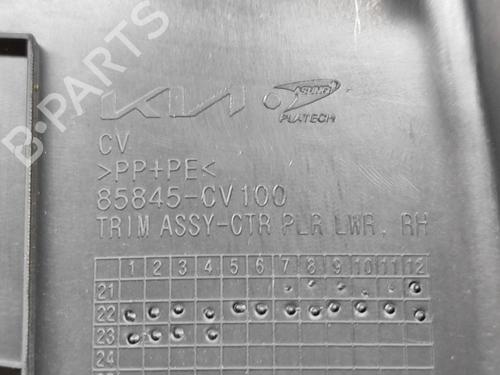 B-PARTS
KIA
SUNG
PLATECH
CV
>PP+PE<
85845-CV100
TRIM ASSY-CTR PLR LWR, RH
1 2 3 4 5 6 7 8 9 10 11 12
21
22
23
24